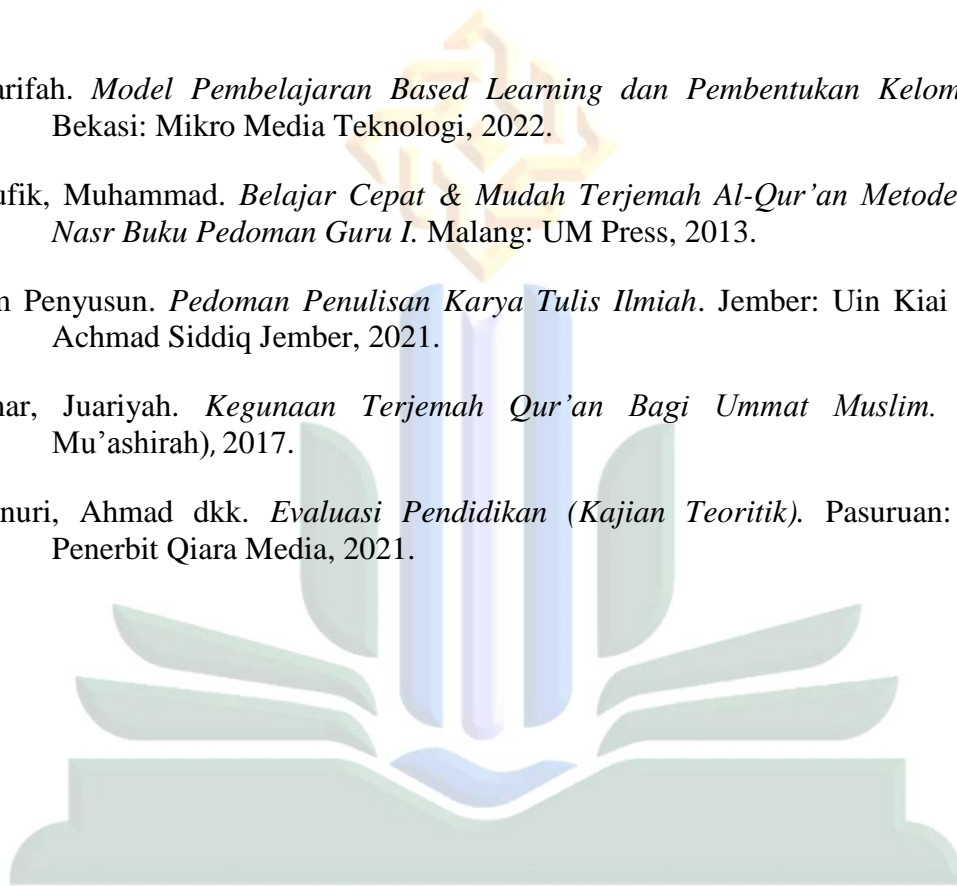 arifah. Model Pembelajaran Based Learning dan Pembentukan Kelom
Bekasi: Mikro Media Teknologi, 2022.
ufik, Muhammad. Belajar Cepat & Mudah Terjemah Al-Qur’an Metode
Nasr Buku Pedoman Guru I. Malang: UM Press, 2013.
n Penyusun. Pedoman Penulisan Karya Tulis Ilmiah. Jember: Uin Kiai
Achmad Siddiq Jember, 2021.
nar, Juariyah. Kegunaan Terjemah Qur’an Bagi Ummat Muslim.
Mu’ashirah), 2017.
nuri, Ahmad dkk. Evaluasi Pendidikan (Kajian Teoritik). Pasuruan:
Penerbit Qiara Media, 2021.